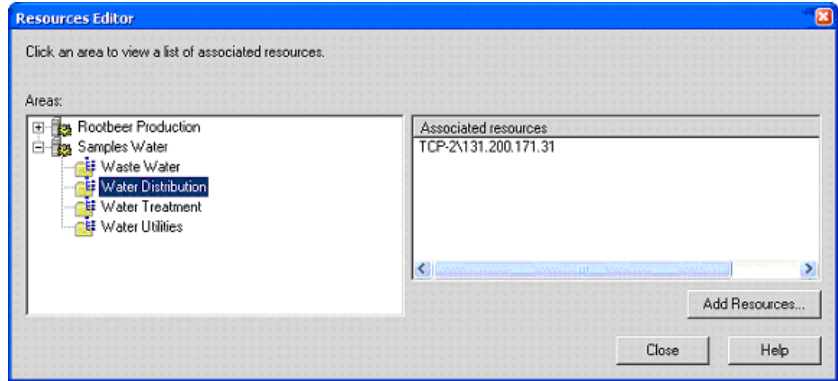 Resources Editor
Click an area to view a list of associated resources.
Areas:
Rootbeer Production
Samples Water
Waste Water
Water Distribution
Water Treatment
Water Utilities
Associated resources
TCP-2\131.200.171.31
Add Resources...
Close
Help